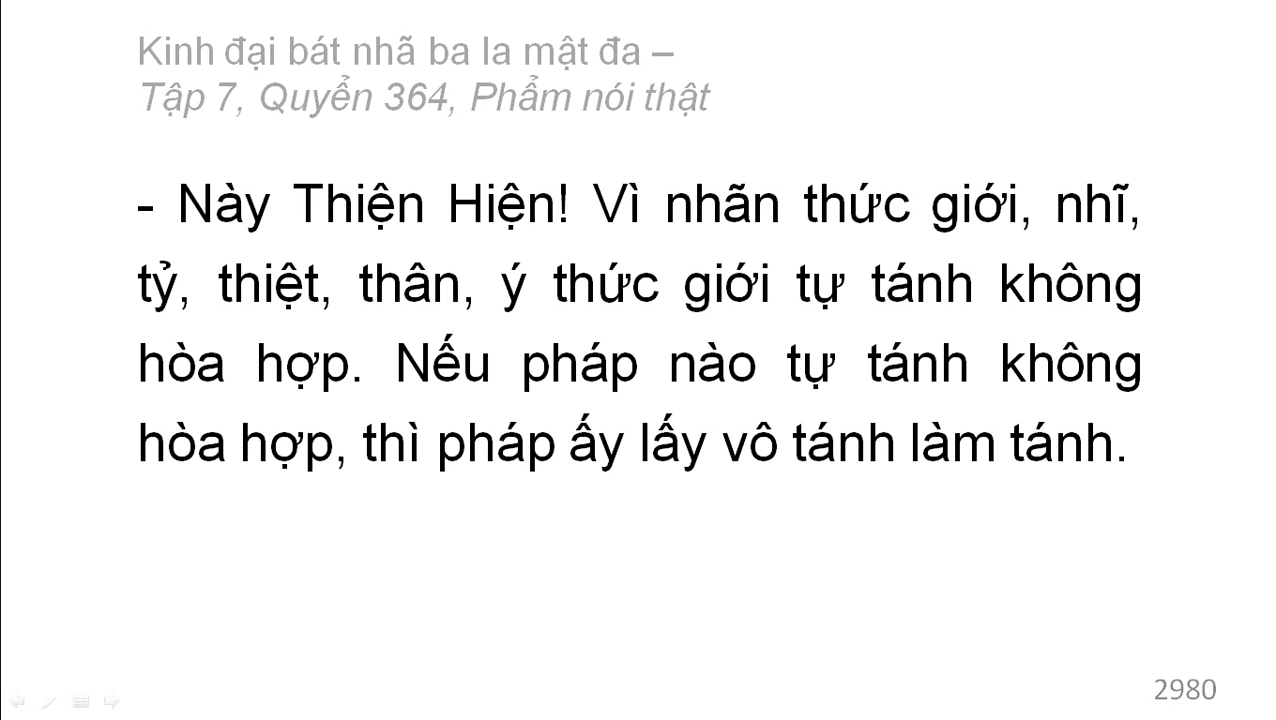 Kinh đại bát nhã ba la mật đa –
Tập 7, Quyển 364, Phẩm nói thật
- Này Thiện Hiện! Vì nhãn thức giới, nhĩ,
tỷ, thiệt, thân, ý thức giới tự tánh không
hòa hợp. Nếu pháp nào tự tánh không
hòa hợp, thì pháp ấy lấy vô tánh làm tánh.
2980